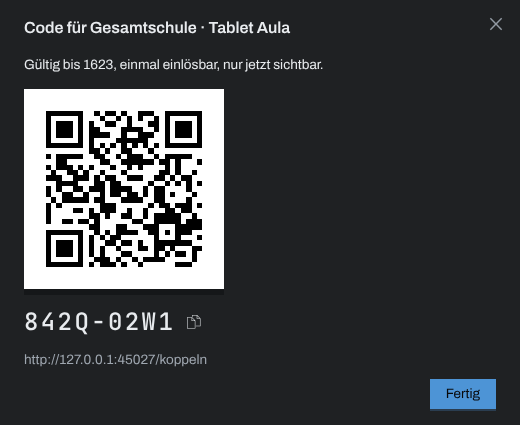 Code für Gesamtschule · Tablet Aula
Gültig bis 1623, einmal einlösbar, nur jetzt sichtbar.
842Q-02W1
http://127.0.0.1:45027/koppeln
Fertig